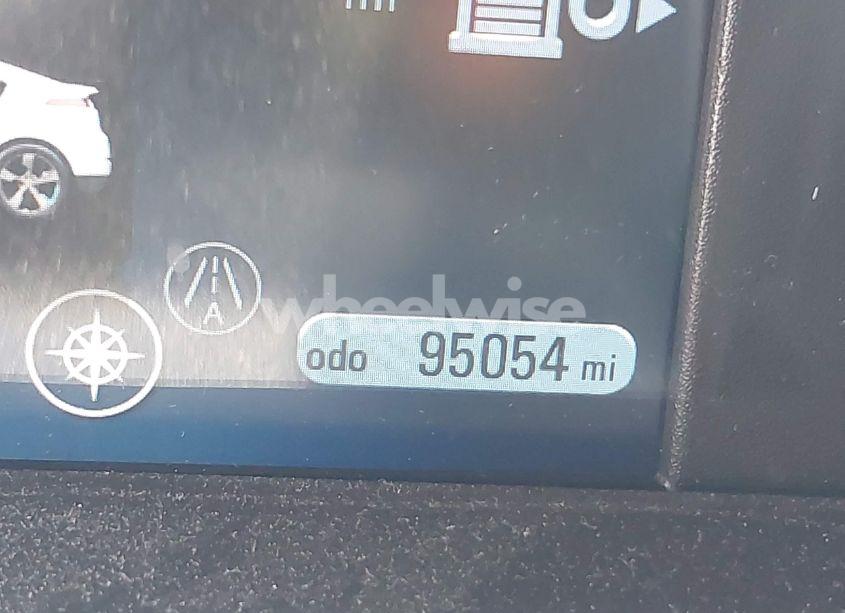 wheelwise
A
odo 95054 mi